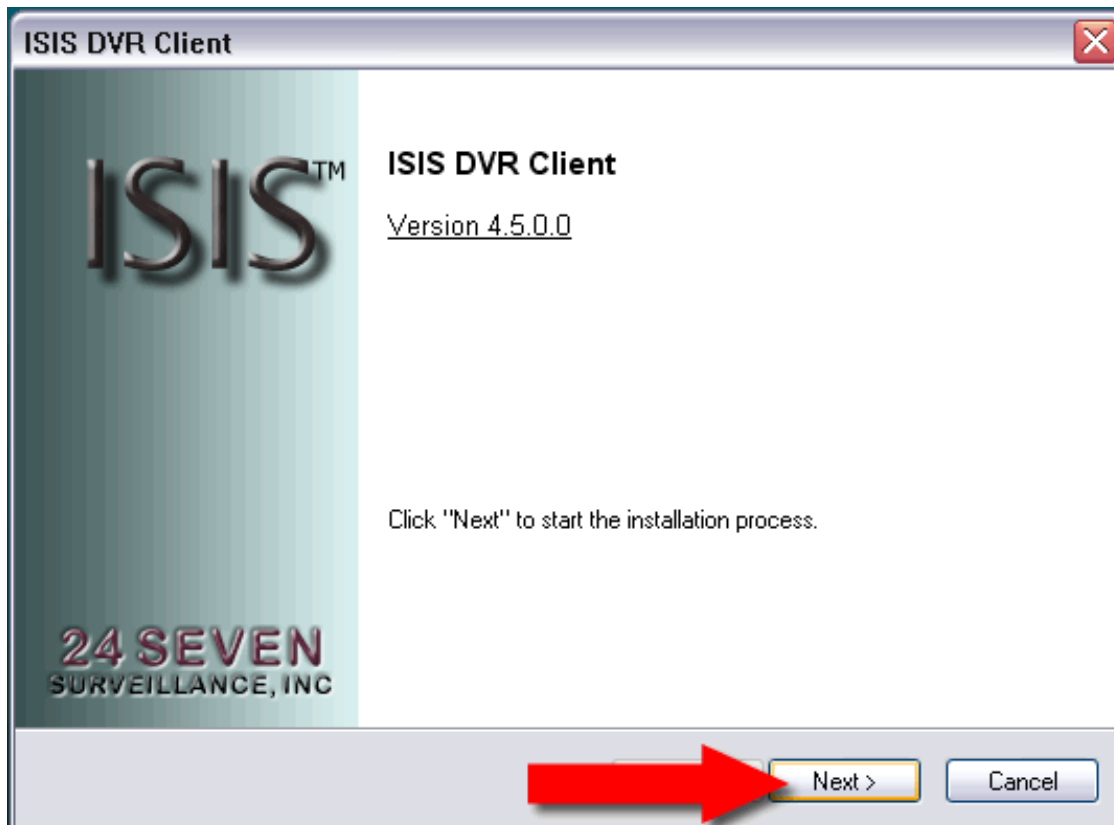 ISIS DVR Client
ISIS™
ISIS DVR Client
Version 4.5.0.0
Click "Next" to start the installation process.
24 SEVEN
SURVEILLANCE, INC
Next >
Cancel